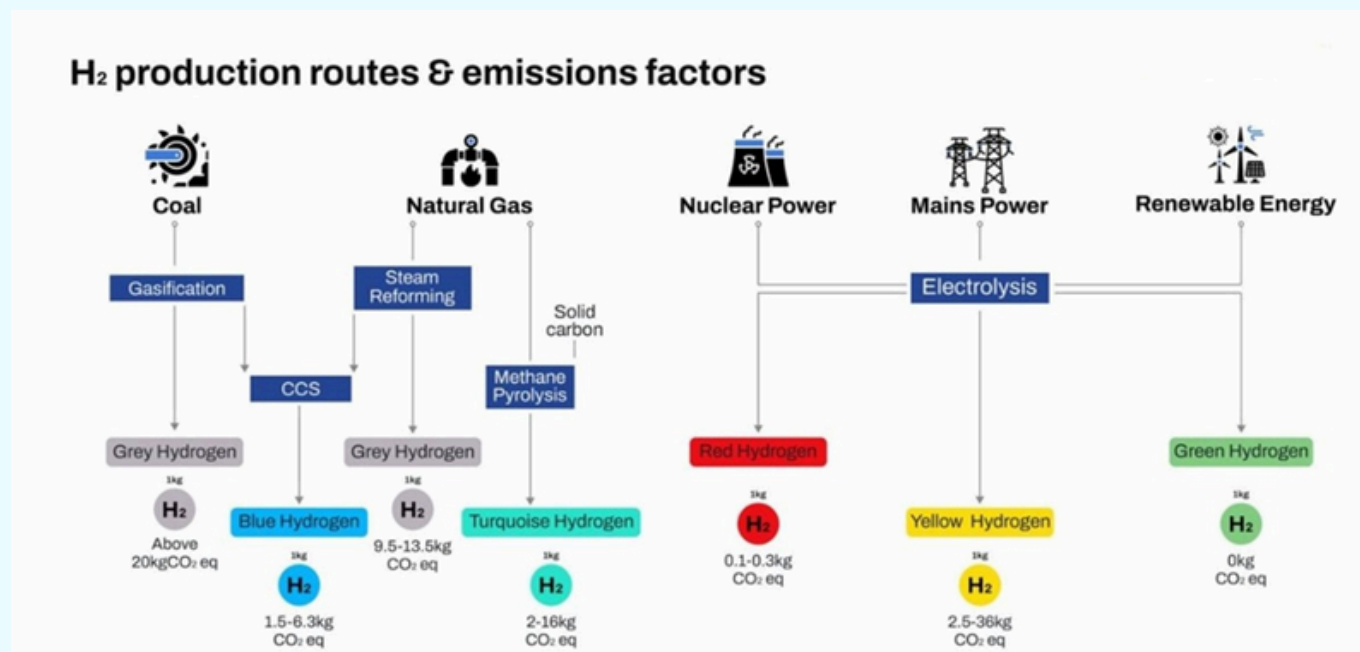 H₂ production routes & emissions factors
Coal
Natural Gas
Nuclear Power
Mains Power
Renewable Energy
Gasification
Steam
Reforming
Electrolysis
Solid
carbon
CCS
Methane
Pyrolysis
Grey Hydrogen
Grey Hydrogen
Red Hydrogen
Green Hydrogen
1kg
H₂
Above
20kgCO₂ eq
Blue Hydrogen
1kg
H₂
1.5-6.3kg
CO₂ eq
1kg
H₂
9.5-13.5kg
CO₂ eq
Turquoise Hydrogen
1kg
H₂
2-16kg
CO₂ eq
1kg
H₂
0.1-0.3kg
CO₂ eq
Yellow Hydrogen
1kg
H₂
2.5-36kg
CO₂ eq
1kg
H₂
0kg
CO₂ eq